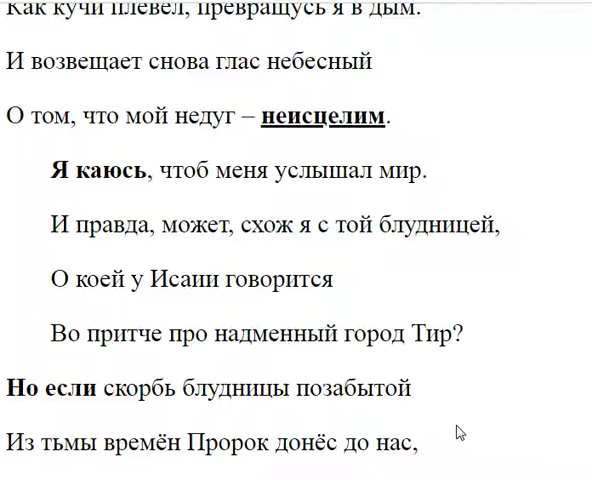 Как кучи плевел, превращусь я в дым.
И возвещает снова глас небесный
О том, что мой недуг – неисцелим.
Я каюсь, чтоб меня услышал мир.
И правда, может, схож я с той блудницей,
О коей у Исаии говорится
Во притче про надменный город Тир?
Но если скорбь блудницы позабытой
Из тьмы времён Пророк донёс до нас,